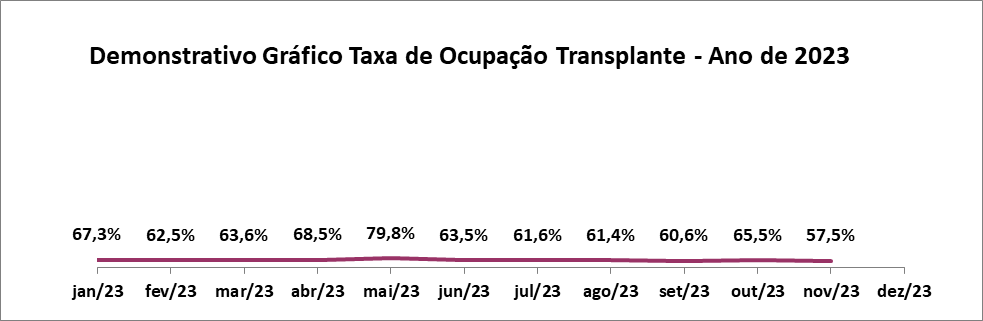 Demonstrativo Gráfico Taxa de Ocupação Transplante - Ano de 2023
67,3% 62,5% 63,6% 68,5% 79,8% 63,5% 61,6% 61,4% 60,6% 65,5% 57,5%
jan/23 fev/23 mar/23 abr/23 mai/23 jun/23 jul/23 ago/23 set/23 out/23 nov/23 dez/23